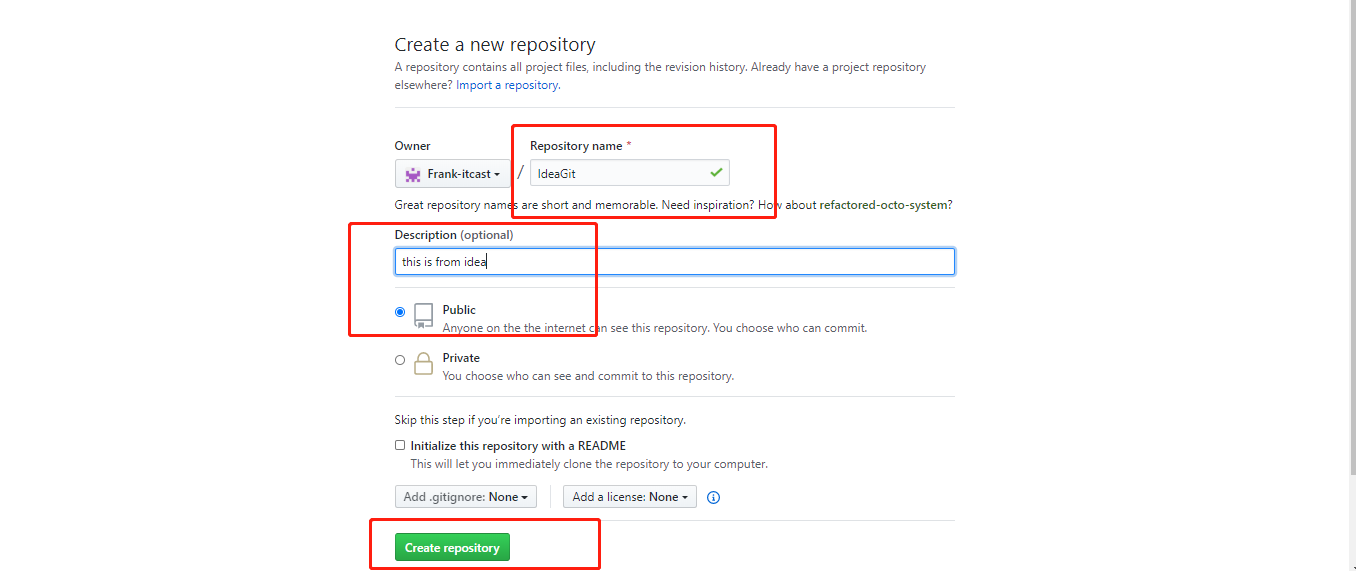 Create a new repository
A repository contains all project files, including the revision history. Already have a project repository
elsewhere? Import a repository.
Owner
Repository name *
Frank-itcast
/
IdeaGit
Great repository names are short and memorable. Need inspiration? How about refactored-octo-system?
Description (optional)
this is from idea
Public
Anyone on the the internet can see this repository. You choose who can commit.
Private
You choose who can see and commit to this repository.
Skip this step if you’re importing an existing repository.
Initialize this repository with a README
This will let you immediately clone the repository to your computer.
Add .gitignore: None
Add a license: None
Create repository